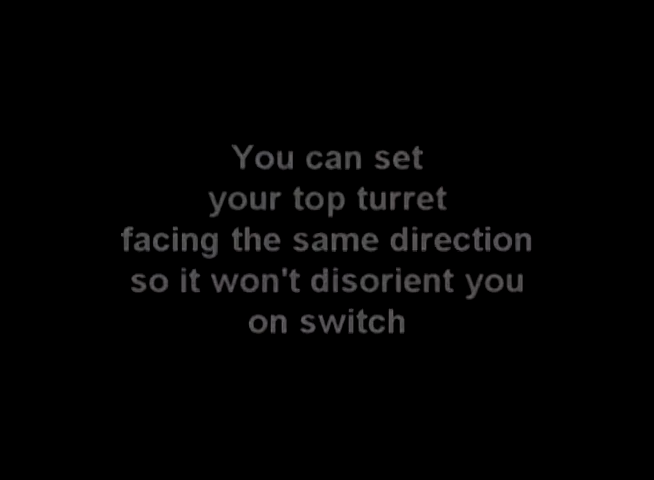 You can set
your top turret
facing the same direction
so it won't disorient you
on switch